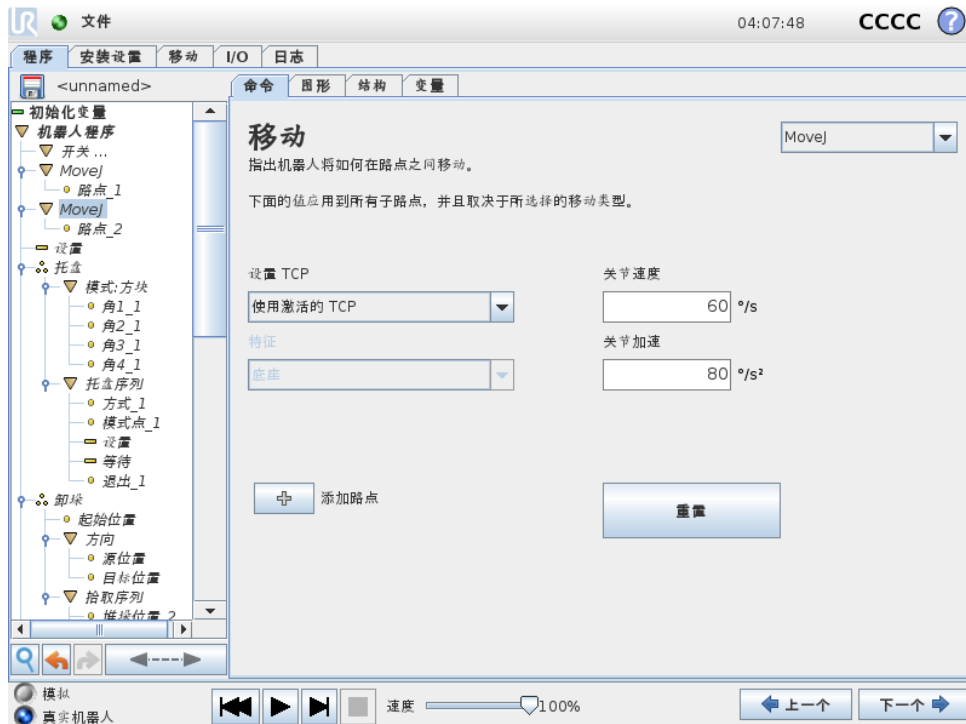 UR 文件 04:07:48 CCCC ?
程序 安装设置 移动 I/O 日志
<unnamed> 命令 图形 结构 变量
初始化变量
机器人程序
开关 ...
MoveJ
路点_1
MoveJ
路点_2
设置
托盘
模式:方块
角1_1
角2_1
角3_1
角4_1
托盘序列
方式_1
模式点_1
设置
等待
退出_1
卸垛
起始位置
方向
源位置
目标位置
拾取序列
堆垛位置_2
移动 MoveJ
指出机器人将如何在路点之间移动。
下面的值应用到所有子路点，并且取决于所选择的移动类型。
设置 TCP 关节速度
使用激活的 TCP 60 °/s
特征 关节加速
底座 80 °/s²
添加路点 重置
模拟
真实机器人
速度 100% 上一个 下一个